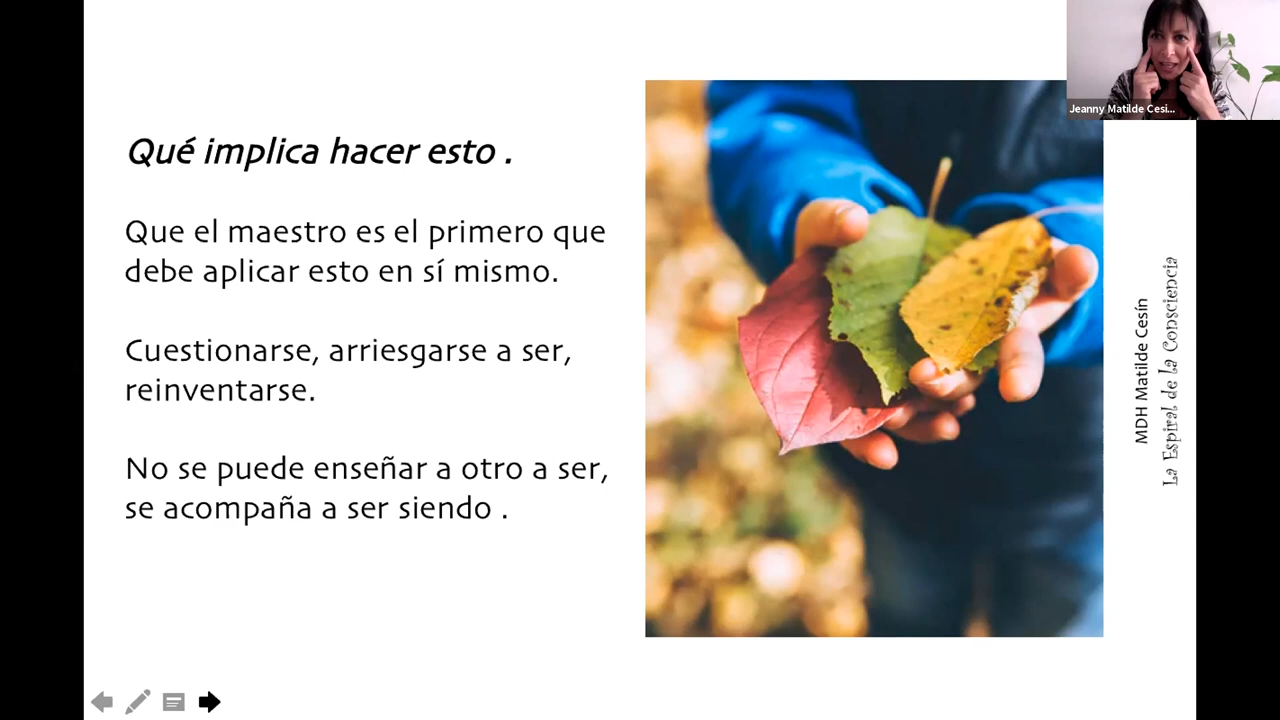 Qué implica hacer esto .
Que el maestro es el primero que
debe aplicar esto en sí mismo.
Cuestionarse, arriesgarse a ser,
reinventarse.
No se puede enseñar a otro a ser,
se acompaña a ser siendo .
Jeanny Matilde Cesi...
MDH Matilde Cesín
La Espiral de la Consciencia